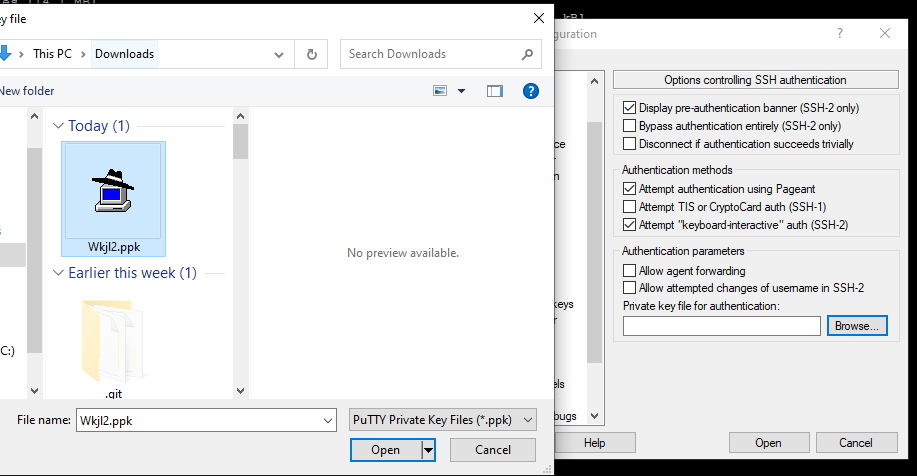 ey file
This PC
Downloads
Search Downloads
New folder
Today (1)
Wkjl2.ppk
Earlier this week (1)
.git
No preview available.
C:)
File name:
Wkjl2.ppk
PuTTY Private Key Files (*.ppk)
Open
Cancel
guration
?
Options controlling SSH authentication
Display pre-authentication banner (SSH-2 only)
Bypass authentication entirely (SSH-2 only)
Disconnect if authentication succeeds trivially
Authentication methods
Attempt authentication using Pageant
Attempt TIS or CryptoCard auth (SSH-1)
Attempt "keyboard-interactive" auth (SSH-2)
Authentication parameters
Allow agent forwarding
Allow attempted changes of username in SSH-2
Private key file for authentication:
Browse...
ce
n
keys
r
els
bugs
Help
Open
Cancel